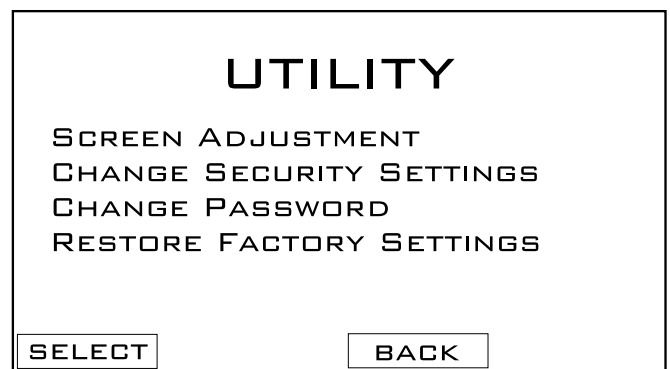 UTILITY
SCREEN ADJUSTMENT
CHANGE SECURITY SETTINGS
CHANGE PASSWORD
RESTORE FACTORY SETTINGS
SELECT BACK